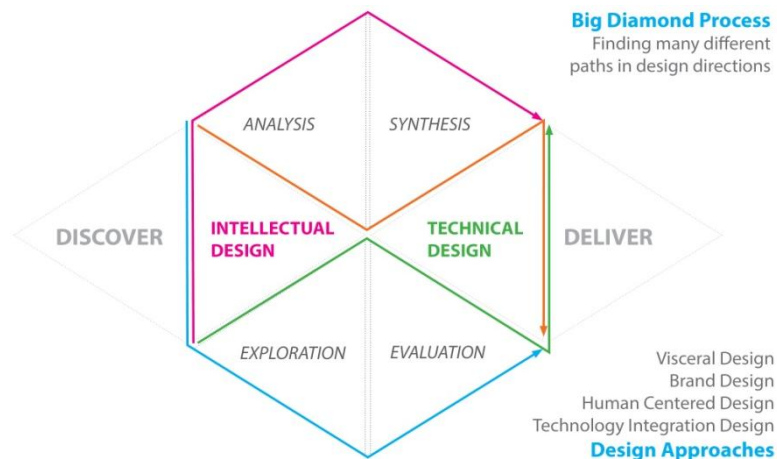 Big Diamond Process
Finding many different
paths in design directions
ANALYSIS
SYNTHESIS
DISCOVER
INTELLECTUAL
DESIGN
TECHNICAL
DESIGN
DELIVER
EXPLORATION
EVALUATION
Visceral Design
Brand Design
Human Centered Design
Technology Integration Design
Design Approaches